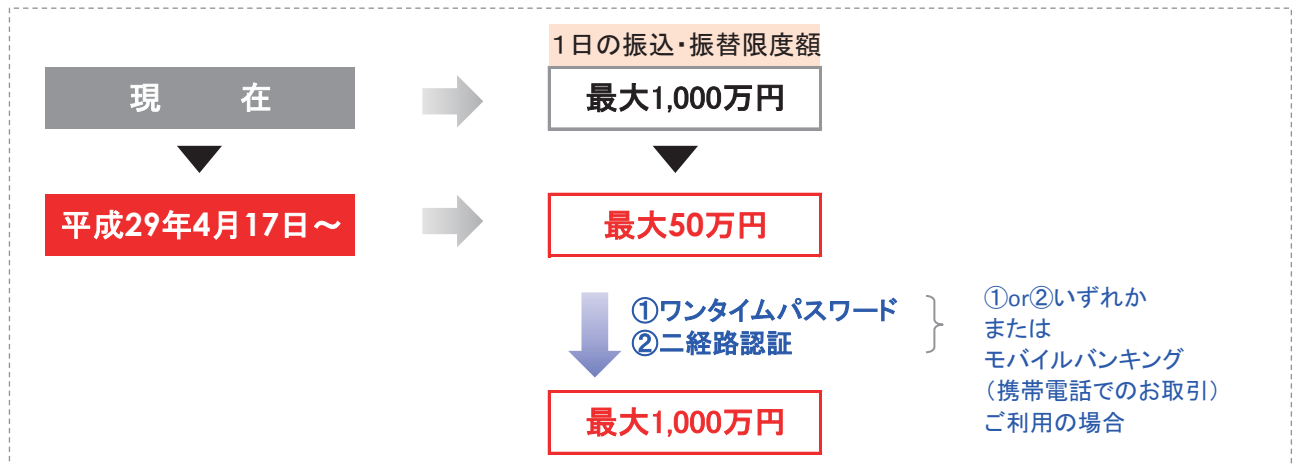 1日の振込・振替限度額
現 在
最大1,000万円
平成29年4月17日～
最大50万円
①ワンタイムパスワード
②二経路認証
①or②いずれか
または
モバイルバンキング
（携帯電話でのお取引）
ご利用の場合
最大1,000万円